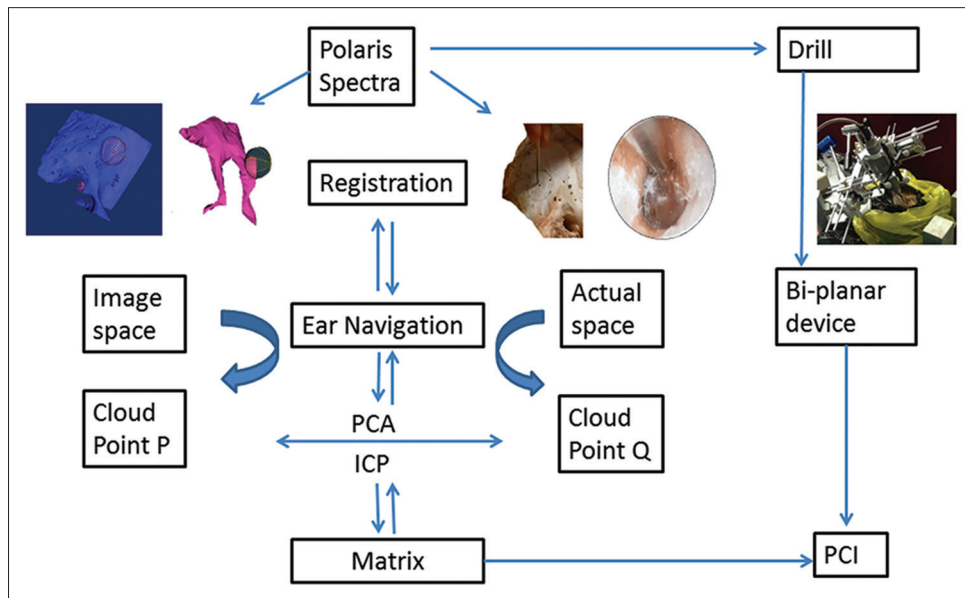 Polaris
Spectra
Drill
Registration
Image
space
Ear Navigation
Actual
space
Bi-planar
device
Cloud
Point P
PCA
ICP
Cloud
Point Q
Matrix
PCI